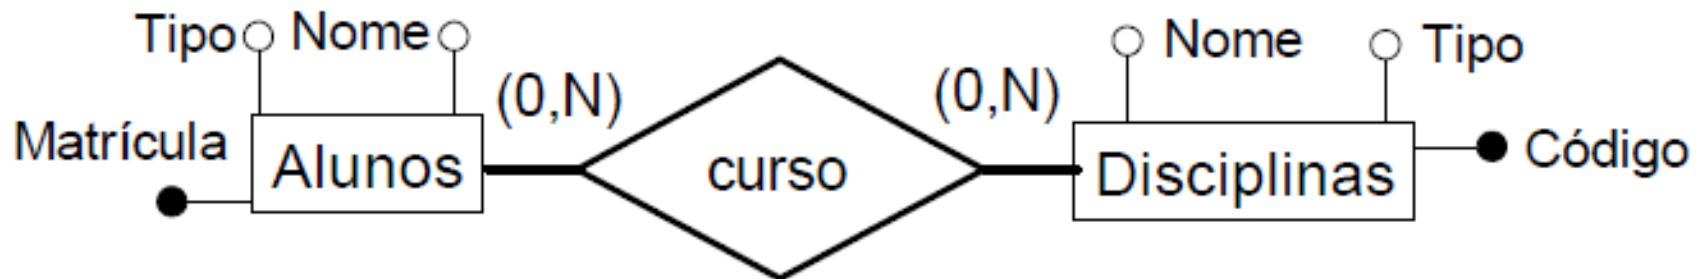 Tipo Nome
Nome Tipo
(0,N) (0,N)
Matrícula
Alunos curso Disciplinas Código